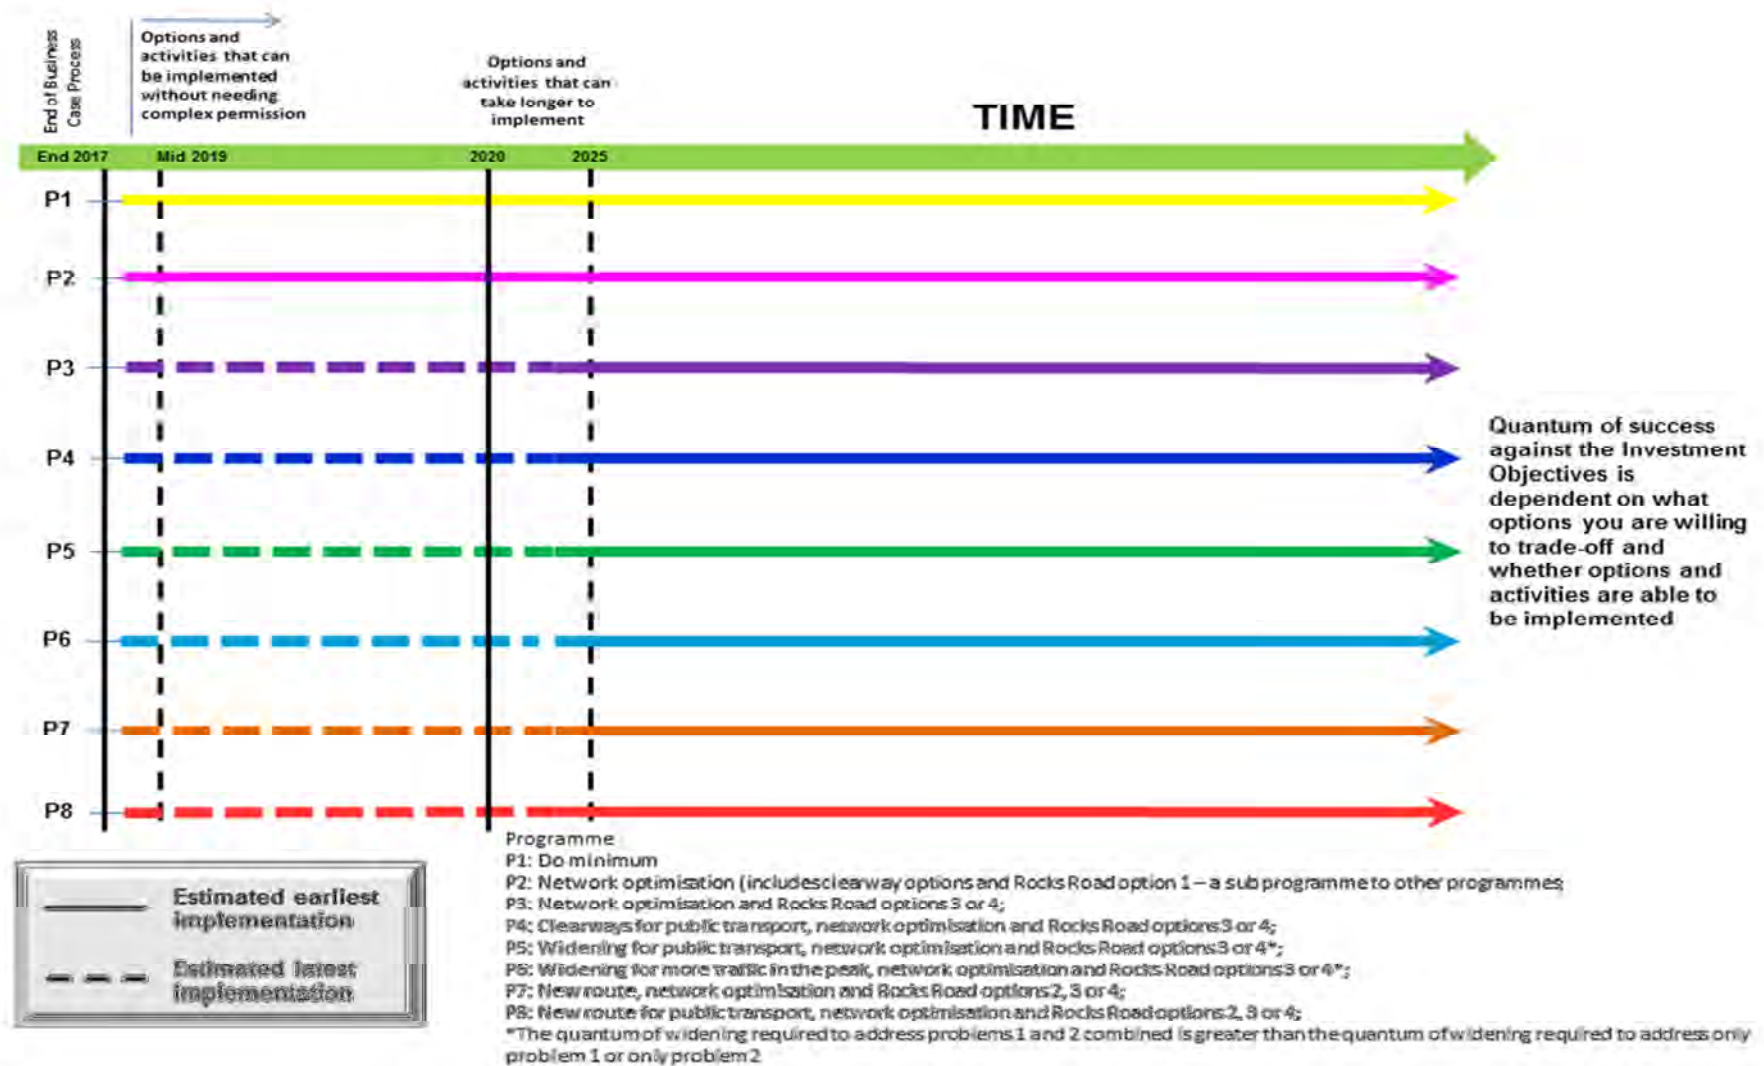 End of Business
Case Process
Options and
activities that can
be implemented
without needing
complex permission
Options and
activities that can
take longer to
implement
TIME
End 2017
Mid 2019
2020
2025
P1
P2
P3
P4
P5
P6
P7
P8
Quantum of success
against the Investment
Objectives is
dependent on what
options you are willing
to trade-off and
whether options and
activities are able to
be implemented
Estimated earliest
implementation
Estimated latest
implementation
Programme
P1: Do minimum
P2: Network optimisation (includes clearway options and Rocks Road option 1 – a sub programme to other programmes;
P3: Network optimisation and Rocks Road options 3 or 4;
P4: Clearways for public transport, network optimisation and Rocks Road options 3 or 4;
P5: Widening for public transport, network optimisation and Rocks Road options 3 or 4*;
P6: Widening for more traffic in the peak, network optimisation and Rocks Road options 3 or 4*;
P7: New route, network optimisation and Rocks Road options 2, 3 or 4;
P8: New route for public transport, network optimisation and Rocks Road options 2, 3 or 4;
*The quantum of widening required to address problems 1 and 2 combined is greater than the quantum of widening required to address only
problem 1 or only problem 2